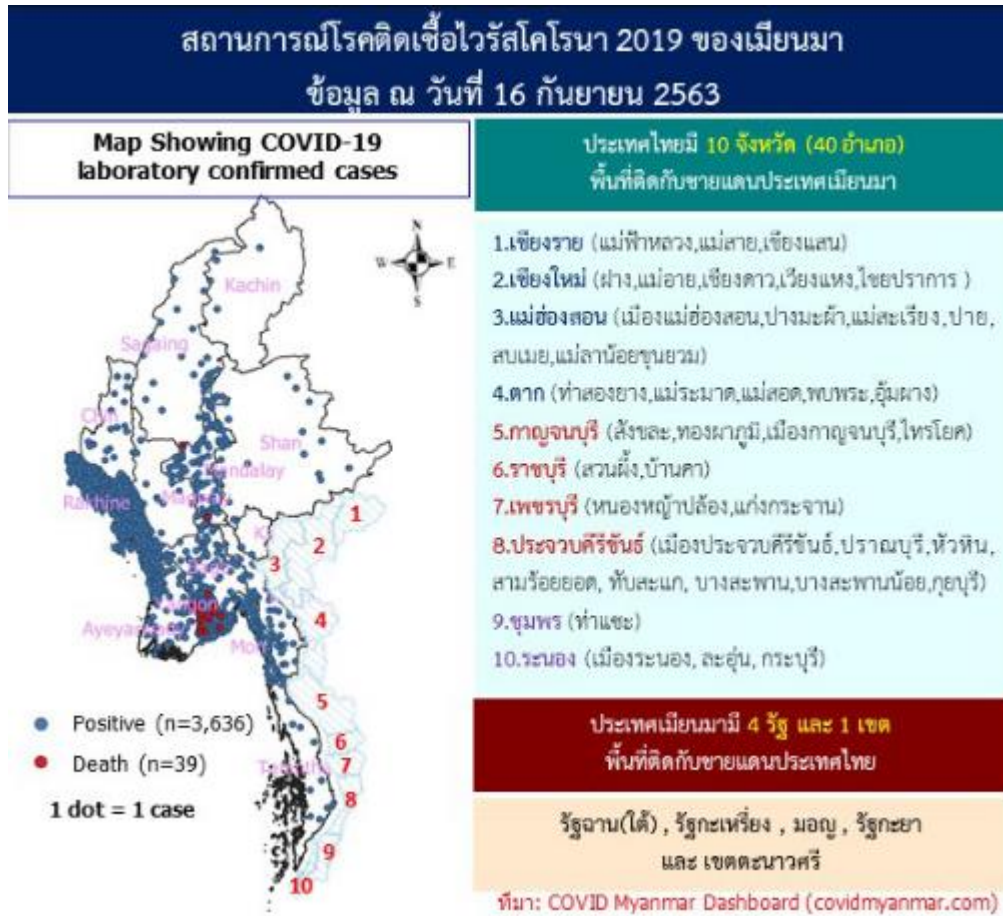 สถานการณ์โรคติดเชื้อไวรัสโคโรนา 2019 ของเมียนมา
ข้อมูล ณ วันที่ 16 กันยายน 2563
Map Showing COVID-19
laboratory confirmed cases
N
W
E
S
Kachin
Sagaing
Chin
Shan
Mandalay
Rakhine
Yangon
Mon
1
2
3
4
5
6
7
8
9
10
Positive (n=3,636)
Death (n=39)
1 dot = 1 case
ประเทศไทยมี 10 จังหวัด (40 อำเภอ)
พื้นที่ติดกับชายแดนประเทศเมียนมา
1.เชียงราย (แม่ฟ้าหลวง,แม่สาย,เชียงแสน)
2.เชียงใหม่ (ฝาง,แม่อาย,เชียงดาว,เวียงแหง,ไชยปราการ )
3.แม่ฮ่องสอน (เมืองแม่ฮ่องสอน,ปางมะผ้า,แม่สะเรียง,ปาย,
สบเมย,แม่ลาน้อยขุนยวม)
4.ตาก (ท่าสองยาง,แม่ระมาด,แม่สอด,พบพระ,อุ้มผาง)
5.กาญจนบุรี (สังขละ,ทองผาภูมิ,เมืองกาญจนบุรี,ไทรโยค)
6.ราชบุรี (สวนผึ้ง,บ้านคา)
7.เพชรบุรี (หนองหญ้าปล้อง,แก่งกระจาน)
8.ประจวบคีรีขันธ์ (เมืองประจวบคีรีขันธ์,ปราณบุรี,หัวหิน,
สามร้อยยอด, ทับสะแก, บางสะพาน,บางสะพานน้อย,กุยบุรี)
9.ชุมพร (ท่าแซะ)
10.ระนอง (เมืองระนอง, ละอุ่น, กระบุรี)
ประเทศเมียนมามี 4 รัฐ และ 1 เขต
พื้นที่ติดกับชายแดนประเทศไทย
รัฐฉาน(ใต้) , รัฐกะเหรี่ยง , มอญ , รัฐกะยา
และ เขตตะนาวศรี
ที่มา: COVID Myanmar Dashboard (covidmyanmar.com)